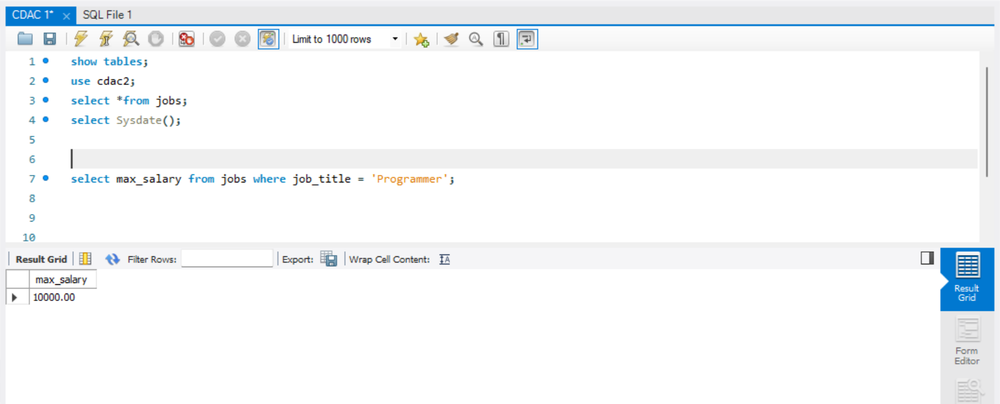 CDAC 1* × SQL File 1
Limit to 1000 rows
1 show tables;
2 use cdac2;
3 select *from jobs;
4 select Sysdate();
5
6
7 select max_salary from jobs where job_title = 'Programmer';
8
9
10
Result Grid Filter Rows: Export: Wrap Cell Content:
max_salary
10000.00
Result
Grid
Form
Editor